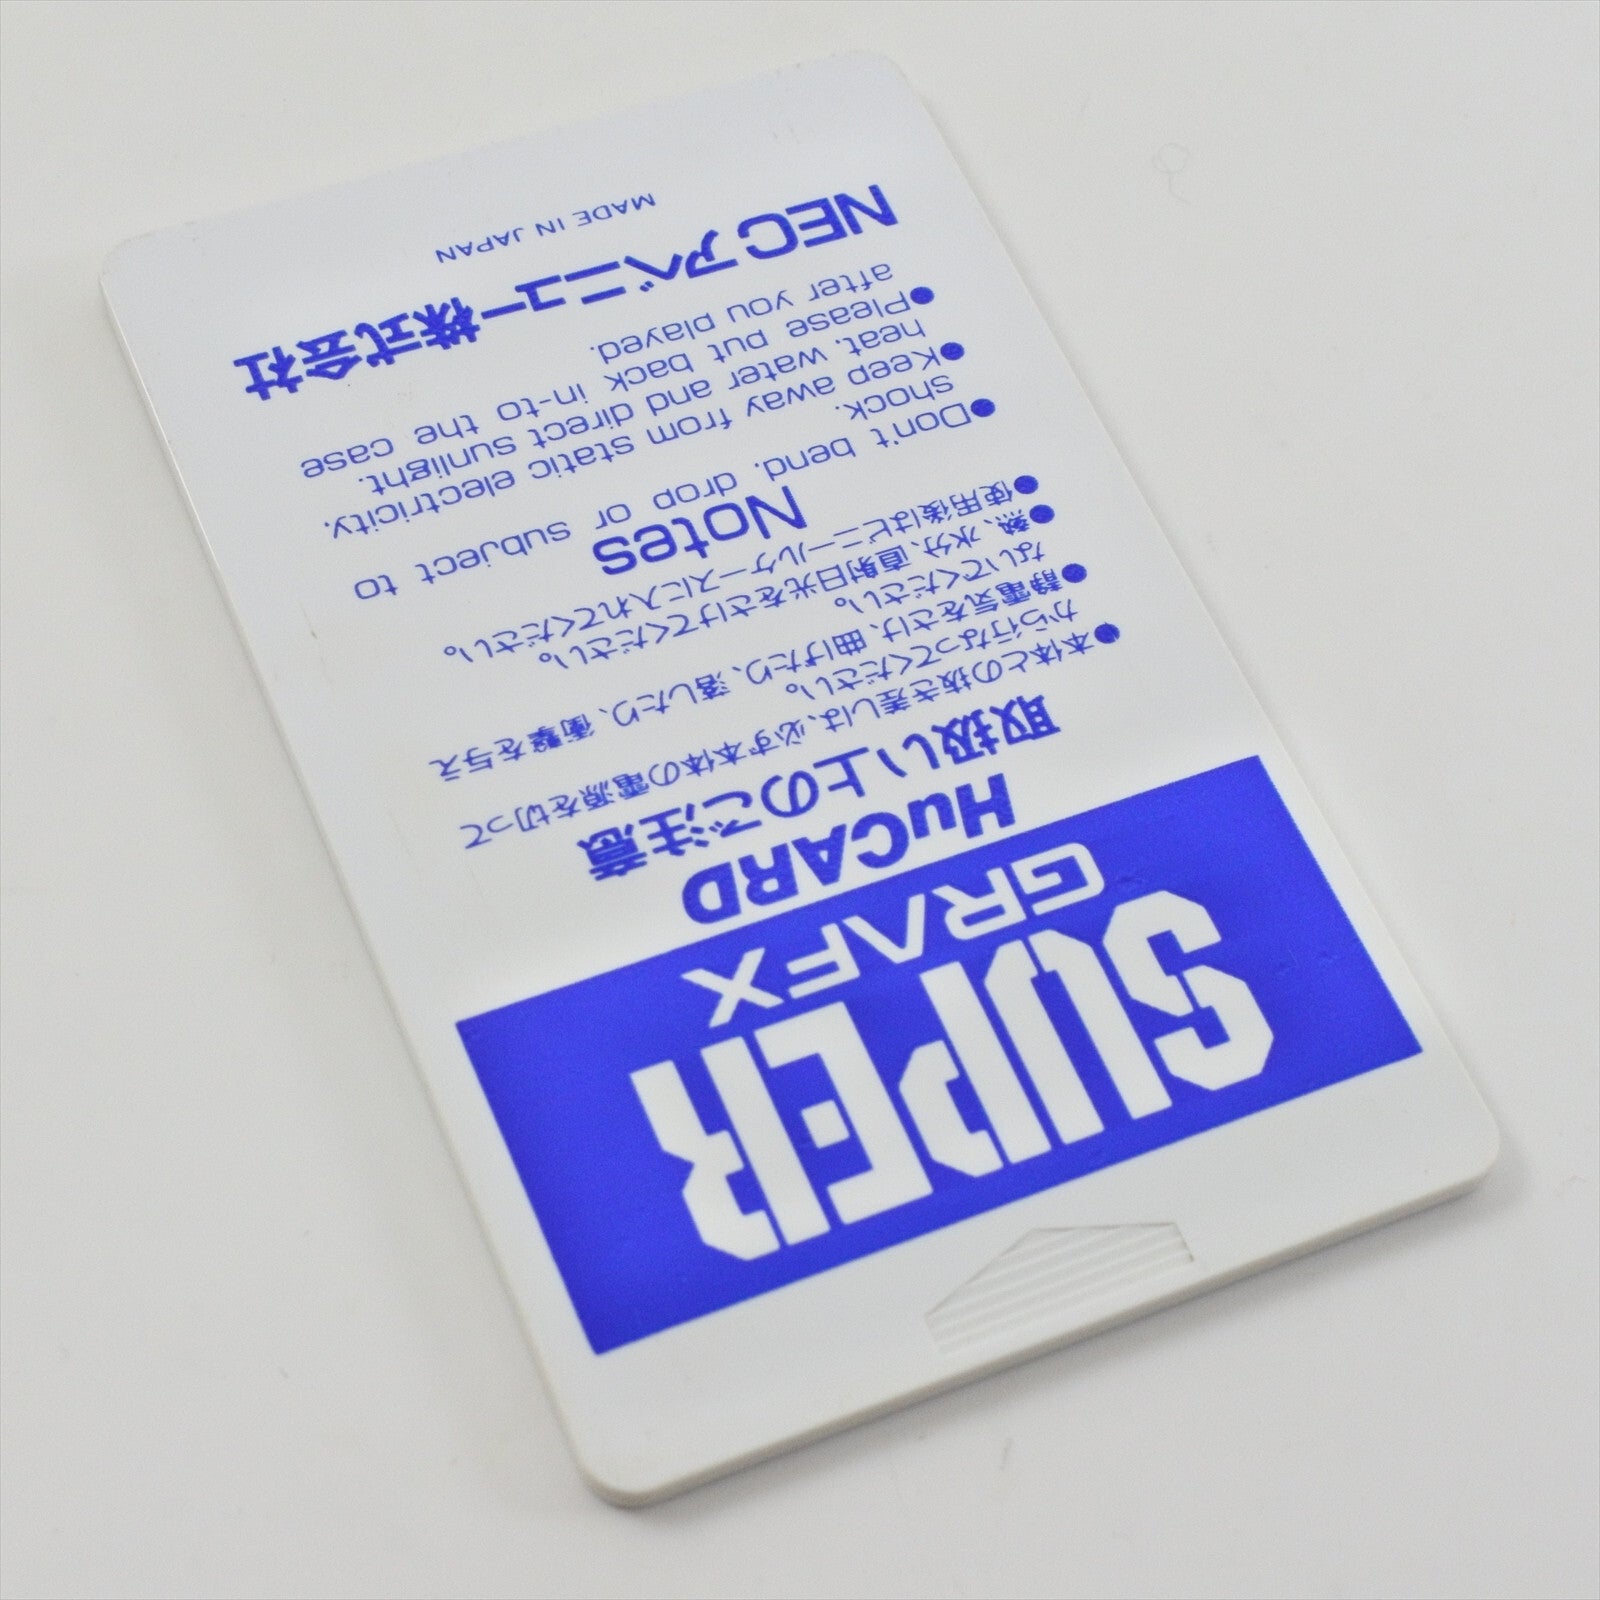 SUPER
GRAFX
HuCARD
取扱い上のご注意
●本体との抜き差しは、必ず本体の電源を切って
から行なってください。
●静電気をさけ、曲げたり、落したり、衝撃を与え
ないでください。
●熱、水分、直射日光をさけてください。
●使用後はビニールケースに入れてください。
Notes
●Don't bend. drop or subject to
shock.
●Keep away from static electricity.
heat. water and direct sunlight.
●Please put back in-to the case
after you played.
NECアベニュー株式会社
MADE IN JAPAN